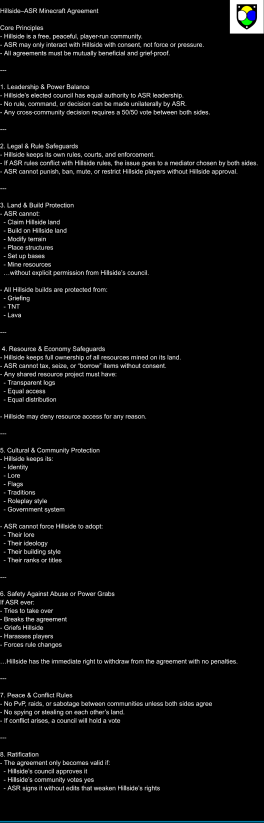 Hillside–ASR Minecraft Agreement
Core Principles
- Hillside is a free, peaceful, player-run community.
- ASR may only interact with Hillside with consent, not force or pressure.
- All agreements must be mutually beneficial and grief-proof.
---
1. Leadership & Power Balance
- Hillside's elected council has equal authority to ASR leadership.
- No rule, command, or decision can be made unilaterally by ASR.
- Any cross-community decision requires a 50/50 vote between both sides.
---
2. Legal & Rule Safeguards
- Hillside keeps its own rules, courts, and enforcement.
- If ASR rules conflict with Hillside rules, the issue goes to a mediator chosen by both sides.
- ASR cannot punish, ban, mute, or restrict Hillside players without Hillside approval.
---
3. Land & Build Protection
- ASR cannot:
- Claim Hillside land
- Build on Hillside land
- Modify terrain
- Place structures
- Set up bases
- Mine resources
…without explicit permission from Hillside's council.
- All Hillside builds are protected from:
- Griefing
- TNT
- Lava
---
4. Resource & Economy Safeguards
- Hillside keeps full ownership of all resources mined on its land.
- ASR cannot tax, seize, or "borrow" items without consent.
- Any shared resource project must have:
- Transparent logs
- Equal access
- Equal distribution
- Hillside may deny resource access for any reason.
---
5. Cultural & Community Protection
- Hillside keeps its:
- Identity
- Lore
- Flags
- Traditions
- Roleplay style
- Government system
- ASR cannot force Hillside to adopt:
- Their lore
- Their ideology
- Their building style
- Their ranks or titles
---
6. Safety Against Abuse or Power Grabs
If ASR ever:
- Tries to take over
- Breaks the agreement
- Griefs Hillside
- Harasses players
- Forces rule changes
…Hillside has the immediate right to withdraw from the agreement with no penalties.
---
7. Peace & Conflict Rules
- No PvP, raids, or sabotage between communities unless both sides agree
- No spying or stealing on each other's land.
- If conflict arises, a council will hold a vote
---
8. Ratification
- The agreement only becomes valid if:
- Hillside's council approves it
- Hillside's community votes yes
- ASR signs it without edits that weaken Hillside's rights